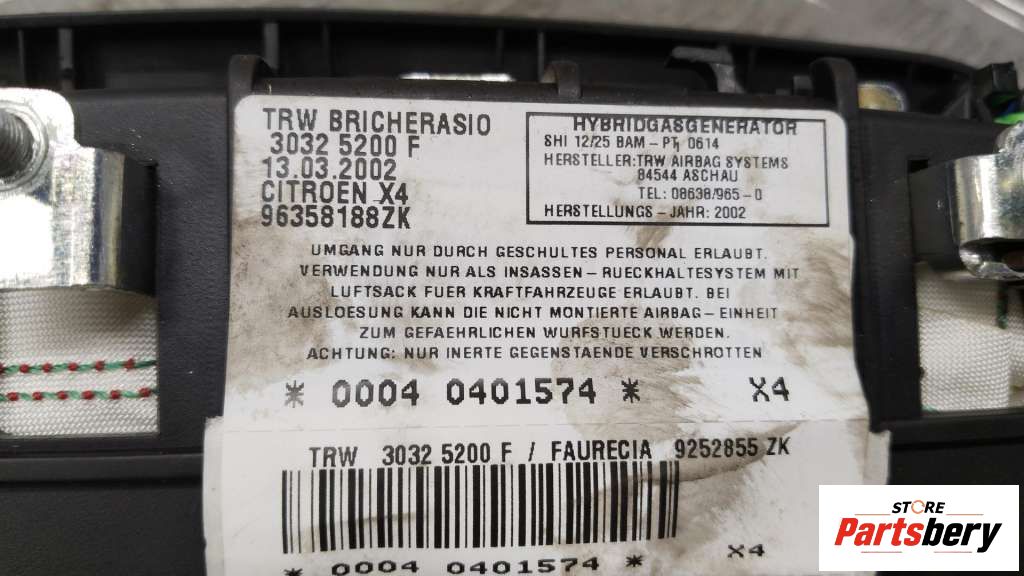 TRW BRICHERASIO
3032 5200 F
13.03.2002
CITROEN X4
96358188ZK
HYBRIDGASGENERATOR
SHI 12/25 BAM - PT, 0614
HERSTELLER: TRW AIRBAG SYSTEMS
84544 ASCHAU
TEL: 08638/965-0
HERSTELLUNGS - JAHR: 2002
UMGANG NUR DURCH GESCHULTES PERSONAL ERLAUBT.
VERWENDUNG NUR ALS INSASSEN - RUECKHALTESYSTEM MIT
LUFTSACK FUER KRAFTFAHRZEUGE ERLAUBT. BEI
AUSLOESUNG KANN DIE NICHT MONTIERTE AIRBAG - EINHEIT
ZUM GEFAEHRLICHEN WURFSTUECK WERDEN.
ACHTUNG: NUR INERTE GEGENSTAENDE VERSCHROTTEN
* 0004 0401574 * X4
TRW 3032 5200 F / FAURECIA 9252855 ZK
* 0004 0401574 * X4
STORE
Partsbery